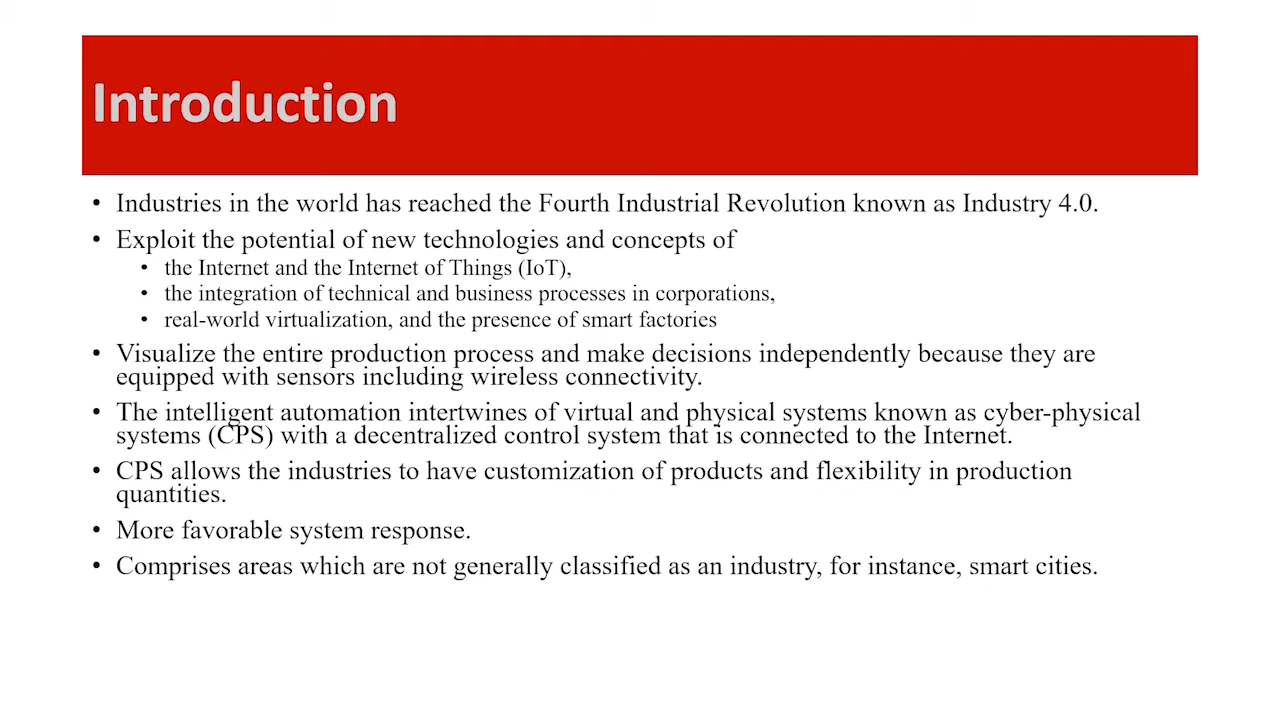 Introduction
• Industries in the world has reached the Fourth Industrial Revolution known as Industry 4.0.
• Exploit the potential of new technologies and concepts of
• the Internet and the Internet of Things (IoT),
• the integration of technical and business processes in corporations,
• real-world virtualization, and the presence of smart factories
• Visualize the entire production process and make decisions independently because they are
equipped with sensors including wireless connectivity.
• The intelligent automation intertwines of virtual and physical systems known as cyber-physical
systems (CPS) with a decentralized control system that is connected to the Internet.
• CPS allows the industries to have customization of products and flexibility in production
quantities.
• More favorable system response.
• Comprises areas which are not generally classified as an industry, for instance, smart cities.